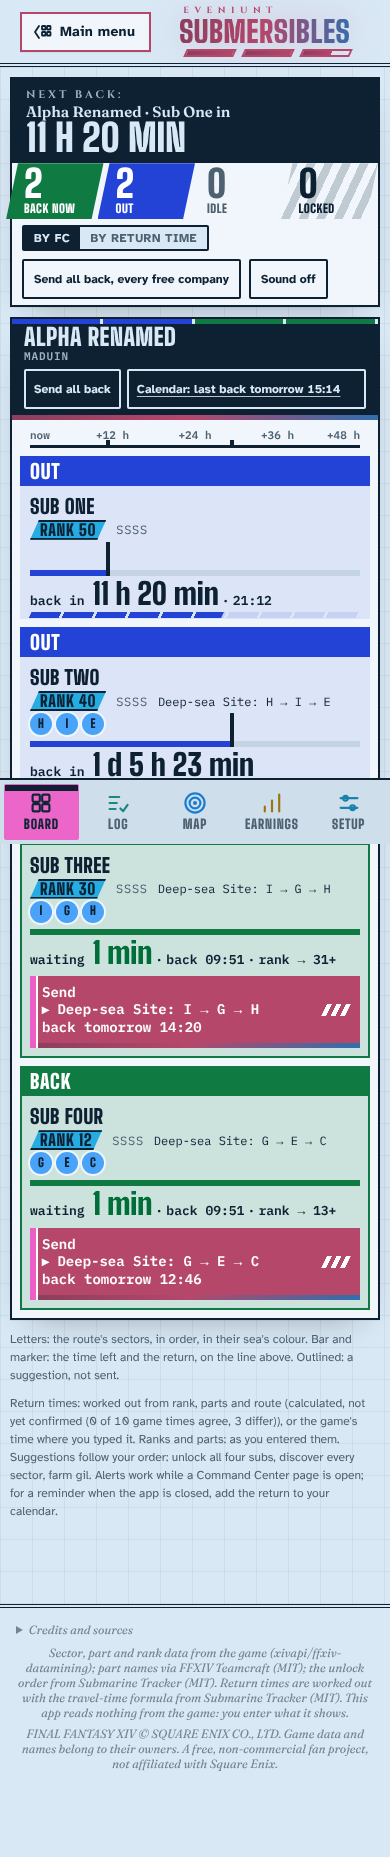 Main menu
EVENIUNT
SUBMERSIBLES
NEXT BACK:
Alpha Renamed · Sub One in
11 H 20 MIN
2 BACK NOW
2 OUT
0 IDLE
0 LOCKED
BY FC BY RETURN TIME
Send all back, every free company Sound off
ALPHA RENAMED
MADUIN
Send all back Calendar: last back tomorrow 15:14
now +12 h +24 h +36 h +48 h
OUT
SUB ONE
RANK 50 SSSS
back in 11 h 20 min · 21:12
OUT
SUB TWO
RANK 40 SSSS Deep-sea Site: H → I → E
H I E
back in 1 d 5 h 23 min
BOARD LOG MAP EARNINGS SETUP
SUB THREE
RANK 30 SSSS Deep-sea Site: I → G → H
I G H
waiting 1 min · back 09:51 · rank → 31+
Send
▶ Deep-sea Site: I → G → H
back tomorrow 14:20
BACK
SUB FOUR
RANK 12 SSSS Deep-sea Site: G → E → C
G E C
waiting 1 min · back 09:51 · rank → 13+
Send
▶ Deep-sea Site: G → E → C
back tomorrow 12:46
Letters: the route's sectors, in order, in their sea's colour. Bar and
marker: the time left and the return, on the line above. Outlined: a
suggestion, not sent.
Return times: worked out from rank, parts and route (calculated, not
yet confirmed (0 of 10 game times agree, 3 differ)), or the game's
time where you typed it. Ranks and parts: as you entered them.
Suggestions follow your order: unlock all four subs, discover every
sector, farm gil. Alerts work while a Command Center page is open;
for a reminder when the app is closed, add the return to your
calendar.
▶ Credits and sources
Sector, part and rank data from the game (xivapi/ffxiv-
datamining); part names via FFXIV Teamcraft (MIT); the unlock
order from Submarine Tracker (MIT). Return times are worked out
with the travel-time formula from Submarine Tracker (MIT). This
app reads nothing from the game: you enter what it shows.
FINAL FANTASY XIV © SQUARE ENIX CO., LTD. Game data and
names belong to their owners. A free, non-commercial fan project,
not affiliated with Square Enix.